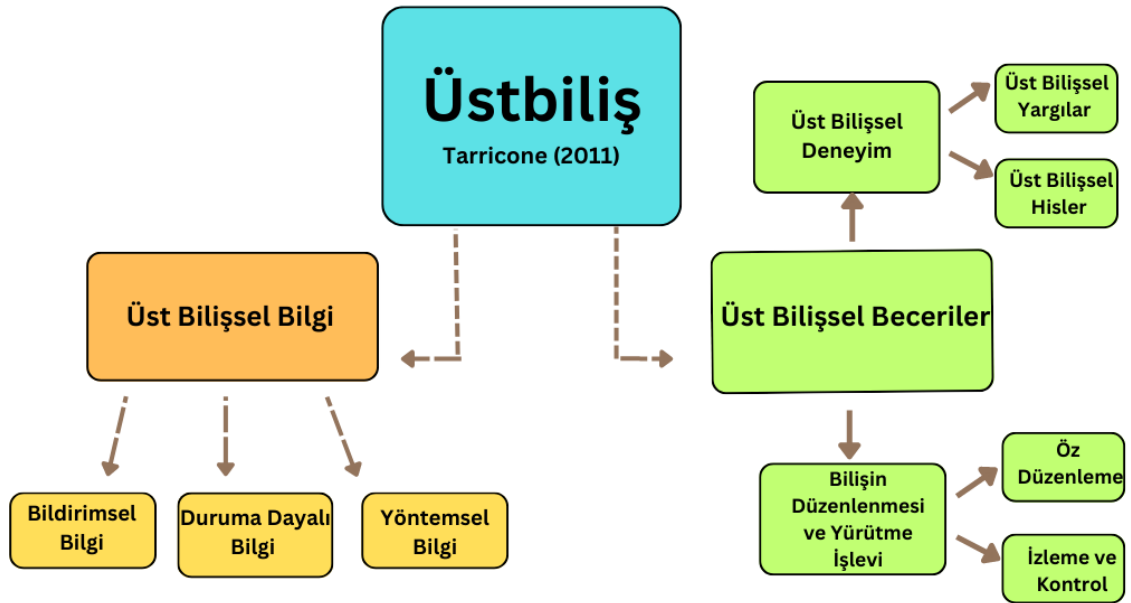 Üstbiliş
Tarricone (2011)
Üst Bilişsel Bilgi
Bildirimsel
Bilgi
Duruma Dayalı
Bilgi
Yöntemsel
Bilgi
Üst Bilişsel Beceriler
Üst Bilişsel
Deneyim
Üst Bilişsel
Yargılar
Üst Bilişsel
Hisler
Bilişin
Düzenlenmesi
ve Yürütme
İşlevi
Öz
Düzenleme
İzleme ve
Kontrol